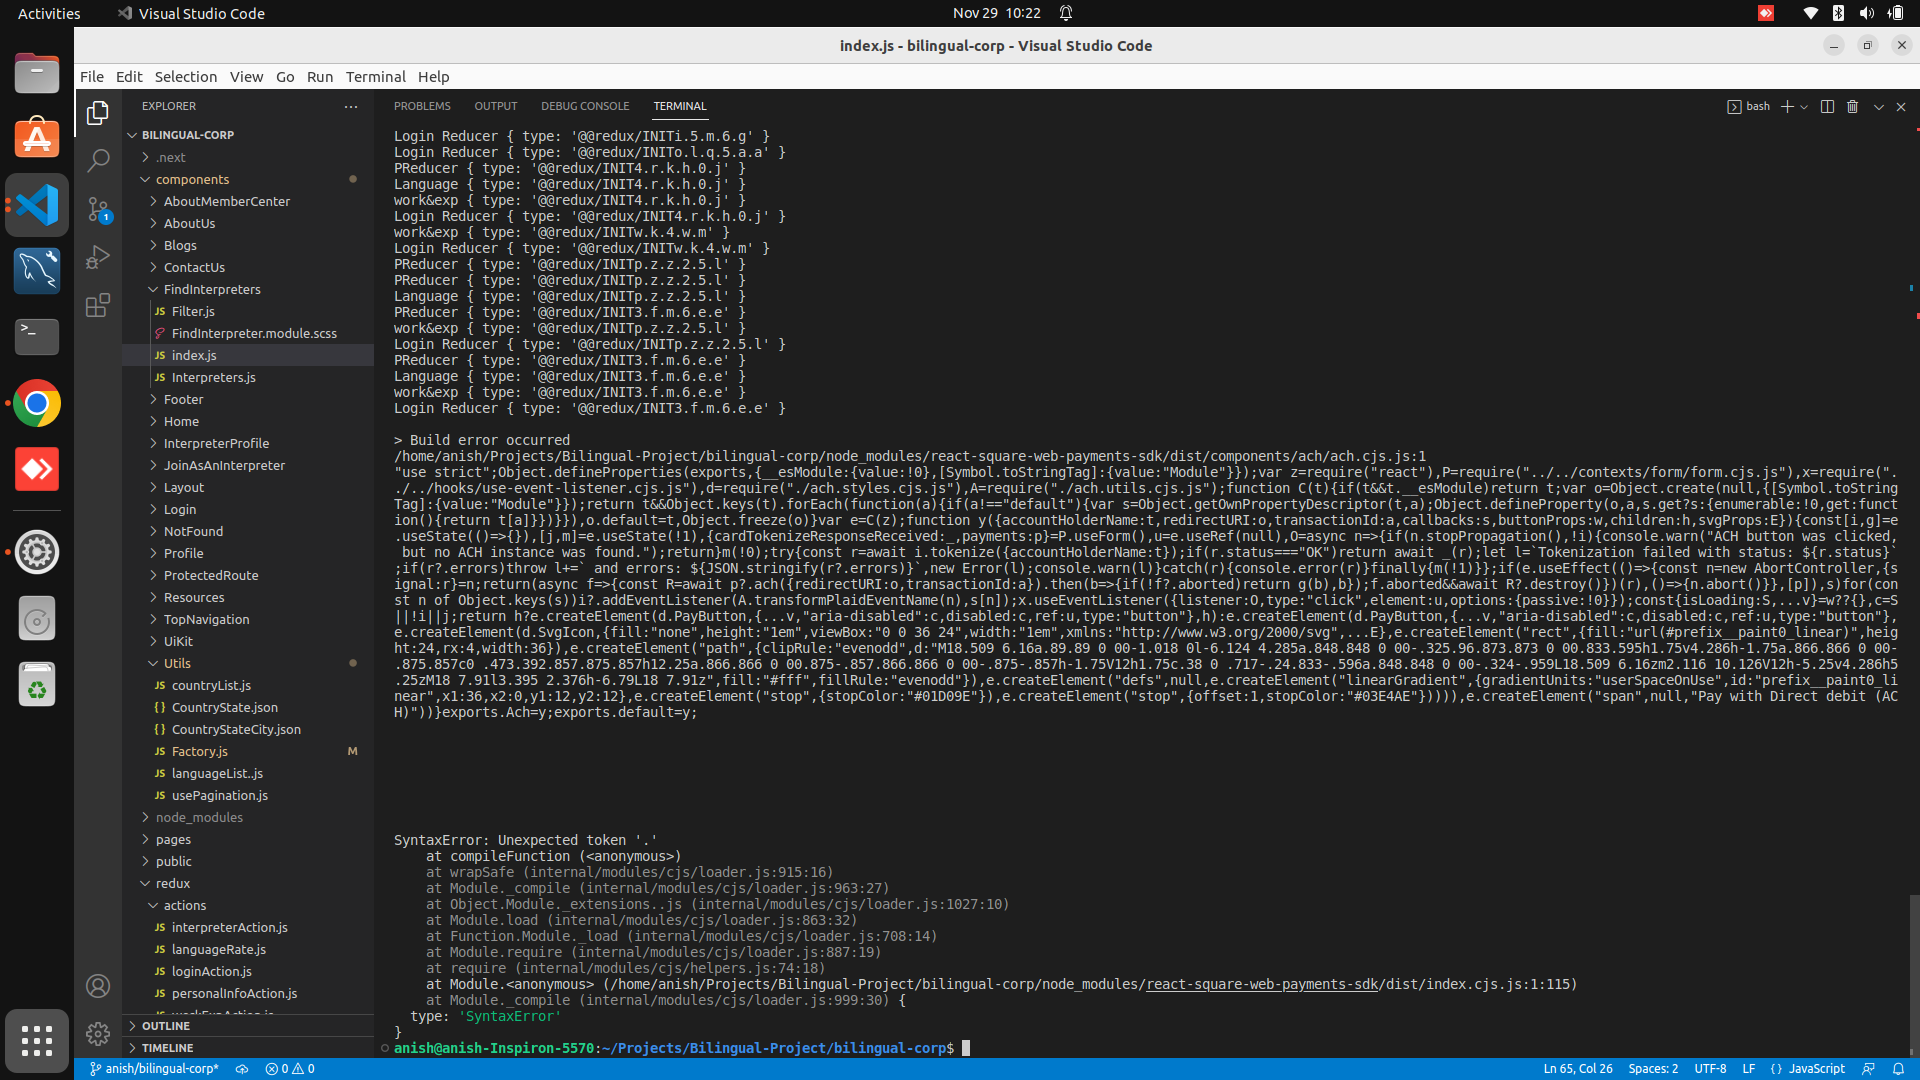 Activities
Visual Studio Code
Nov 29 10:22
index.js - bilingual-corp - Visual Studio Code
File Edit Selection View Go Run Terminal Help
EXPLORER
BILINGUAL-CORP
.next
components
AboutMemberCenter
AboutUs
Blogs
ContactUs
FindInterpreters
JS Filter.js
FindInterpreter.module.scss
JS index.js
JS Interpreters.js
Footer
Home
InterpreterProfile
JoinAsAnInterpreter
Layout
Login
NotFound
Profile
ProtectedRoute
Resources
TopNavigation
UiKit
Utils
JS countryList.js
{} CountryState.json
{} CountryStateCity.json
JS Factory.js M
JS languageList..js
JS usePagination.js
node_modules
pages
public
redux
actions
JS interpreterAction.js
JS languageRate.js
JS loginAction.js
JS personalInfoAction.js
OUTLINE
TIMELINE
1
PROBLEMS OUTPUT DEBUG CONSOLE TERMINAL
bash
Login Reducer { type: '@@redux/INITi.5.m.6.g' }
Login Reducer { type: '@@redux/INITo.l.q.5.a.a' }
PReducer { type: '@@redux/INIT4.r.k.h.0.j' }
Language { type: '@@redux/INIT4.r.k.h.0.j' }
work&exp { type: '@@redux/INIT4.r.k.h.0.j' }
Login Reducer { type: '@@redux/INIT4.r.k.h.0.j' }
work&exp { type: '@@redux/INITw.k.4.w.m' }
Login Reducer { type: '@@redux/INITw.k.4.w.m' }
PReducer { type: '@@redux/INITp.z.z.2.5.l' }
PReducer { type: '@@redux/INITp.z.z.2.5.l' }
Language { type: '@@redux/INITp.z.z.2.5.l' }
PReducer { type: '@@redux/INIT3.f.m.6.e.e' }
work&exp { type: '@@redux/INITp.z.z.2.5.l' }
Login Reducer { type: '@@redux/INITp.z.z.2.5.l' }
PReducer { type: '@@redux/INIT3.f.m.6.e.e' }
Language { type: '@@redux/INIT3.f.m.6.e.e' }
work&exp { type: '@@redux/INIT3.f.m.6.e.e' }
Login Reducer { type: '@@redux/INIT3.f.m.6.e.e' }
> Build error occurred
/home/anish/Projects/Bilingual-Project/bilingual-corp/node_modules/react-square-web-payments-sdk/dist/components/ach/ach.cjs.js:1
"use strict";Object.defineProperties(exports,{__esModule:{value:!0},[Symbol.toStringTag]:{value:"Module"}});var z=require("react"),P=require("../../contexts/form/form.cjs.js"),x=require(".
./../hooks/use-event-listener.cjs.js"),d=require("./ach.styles.cjs.js"),A=require("./ach.utils.cjs.js");function C(t){if(t&&t.__esModule)return t;var o=Object.create(null,{[Symbol.toString
Tag]:{value:"Module"}});return t&&Object.keys(t).forEach(function(a){if(a!=="default"){var s=Object.getOwnPropertyDescriptor(t,a);Object.defineProperty(o,a,s.get?s:{enumerable:!0,get:funct
ion(){return t[a]}})}}),o.default=t,Object.freeze(o)}var e=C(z);function y({accountHolderName:t,redirectURI:o,transactionId:a,callbacks:s,buttonProps:w,children:h,svgProps:E}){const[i,g]=e
.useState(()=>{}),[j,m]=e.useState(!1),{cardTokenizeResponseReceived:_,payments:p}=P.useForm(),u=e.useRef(null),O=async n=>{if(n.stopPropagation(),!i){console.warn("ACH button was clicked,
 but no ACH instance was found.");return}m(!0);try{const r=await i.tokenize({accountHolderName:t});if(r.status==="OK")return await _(r);let l=`Tokenization failed with status: ${r.status}`
;if(r?.errors)throw l+=` and errors: ${JSON.stringify(r?.errors)}`,new Error(l);console.warn(l)}catch(r){console.error(r)}finally{m(!1)}};if(e.useEffect(()=>{const n=new AbortController,{s
ignal:r}=n;return(async f=>{const R=await p?.ach({redirectURI:o,transactionId:a}).then(b=>{if(!f?.aborted)return g(b),b});f.aborted&&await R?.destroy()})(r),()=>{n.abort()}},[p]),s)for(con
st n of Object.keys(s))i?.addEventListener(A.transformPlaidEventName(n),s[n]);x.useEventListener({listener:O,type:"click",element:u,options:{passive:!0}});const{isLoading:S,...v}=w??{},c=S
||!i||j;return h?e.createElement(d.PayButton,{...v,"aria-disabled":c,disabled:c,ref:u,type:"button"},h):e.createElement(d.PayButton,{...v,"aria-disabled":c,disabled:c,ref:u,type:"button"},
e.createElement(d.SvgIcon,{fill:"none",height:"1em",viewBox:"0 0 36 24",width:"1em",xmlns:"http://www.w3.org/2000/svg",...E},e.createElement("rect",{fill:"url(#prefix__paint0_linear)",heig
ht:24,rx:4,width:36}),e.createElement("path",{clipRule:"evenodd",d:"M18.509 6.16a.89.89 0 00-1.018 0l-6.124 4.285a.848.848 0 00-.325.96.873.873 0 00.833.595h1.75v4.286h-1.75a.866.866 0 00-
.875.857c0 .473.392.857.875.857h12.25a.866.866 0 00.875-.857.866.866 0 00-.875-.857h-1.75V12h1.75c.38 0 .717-.24.833-.596a.848.848 0 00-.324-.959L18.509 6.16zm2.116 10.126V12h-5.25v4.286h5
.25zM18 7.91l3.395 2.376h-6.79L18 7.91z",fill:"#fff",fillRule:"evenodd"}),e.createElement("defs",null,e.createElement("linearGradient",{gradientUnits:"userSpaceOnUse",id:"prefix__paint0_li
near",x1:36,x2:0,y1:12,y2:12},e.createElement("stop",{stopColor:"#01D09E"}),e.createElement("stop",{offset:1,stopColor:"#03E4AE"})))),e.createElement("span",null,"Pay with Direct debit (AC
H)"))}exports.Ach=y;exports.default=y;
SyntaxError: Unexpected token '.'
at compileFunction (<anonymous>)
at wrapSafe (internal/modules/cjs/loader.js:915:16)
at Module._compile (internal/modules/cjs/loader.js:963:27)
at Object.Module._extensions..js (internal/modules/cjs/loader.js:1027:10)
at Module.load (internal/modules/cjs/loader.js:863:32)
at Function.Module._load (internal/modules/cjs/loader.js:708:14)
at Module.require (internal/modules/cjs/loader.js:887:19)
at require (internal/modules/cjs/helpers.js:74:18)
at Module.<anonymous> (/home/anish/Projects/Bilingual-Project/bilingual-corp/node_modules/react-square-web-payments-sdk/dist/index.cjs.js:1:115)
at Module._compile (internal/modules/cjs/loader.js:999:30) {
type: 'SyntaxError'
}
anish@anish-Inspiron-5570:~/Projects/Bilingual-Project/bilingual-corp$
anish/bilingual-corp* 0 0
Ln 65, Col 26 Spaces: 2 UTF-8 LF {} JavaScript